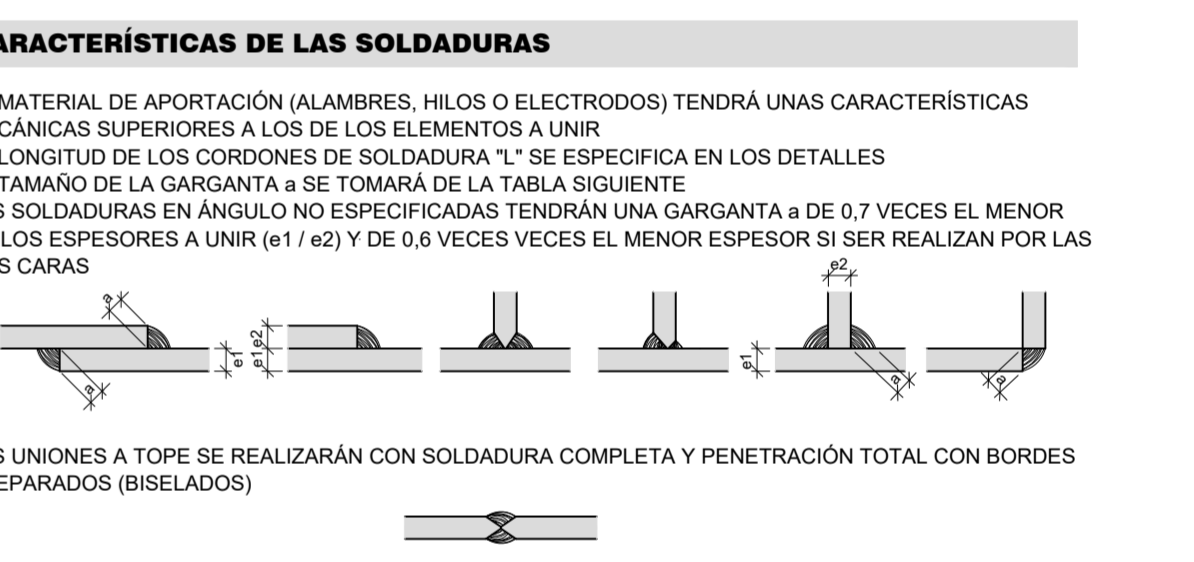 ARACTERÍSTICAS DE LAS SOLDADURAS
MATERIAL DE APORTACIÓN (ALAMBRES, HILOS O ELECTRODOS) TENDRÁ UNAS CARACTERÍSTICAS
CÁNICAS SUPERIORES A LOS DE LOS ELEMENTOS A UNIR
LONGITUD DE LOS CORDONES DE SOLDADURA "L" SE ESPECIFICA EN LOS DETALLES
TAMAÑO DE LA GARGANTA a SE TOMARÁ DE LA TABLA SIGUIENTE
S SOLDADURAS EN ÁNGULO NO ESPECIFICADAS TENDRÁN UNA GARGANTA a DE 0,7 VECES EL MENOR
LOS ESPESORES A UNIR (e1 / e2) Y DE 0,6 VECES VECES EL MENOR ESPESOR SI SER REALIZAN POR LAS
S CARAS
e2
a
e1
e2
e1
e1
a
a
a
S UNIONES A TOPE SE REALIZARÁN CON SOLDADURA COMPLETA Y PENETRACIÓN TOTAL CON BORDES
EPARADOS (BISELADOS)